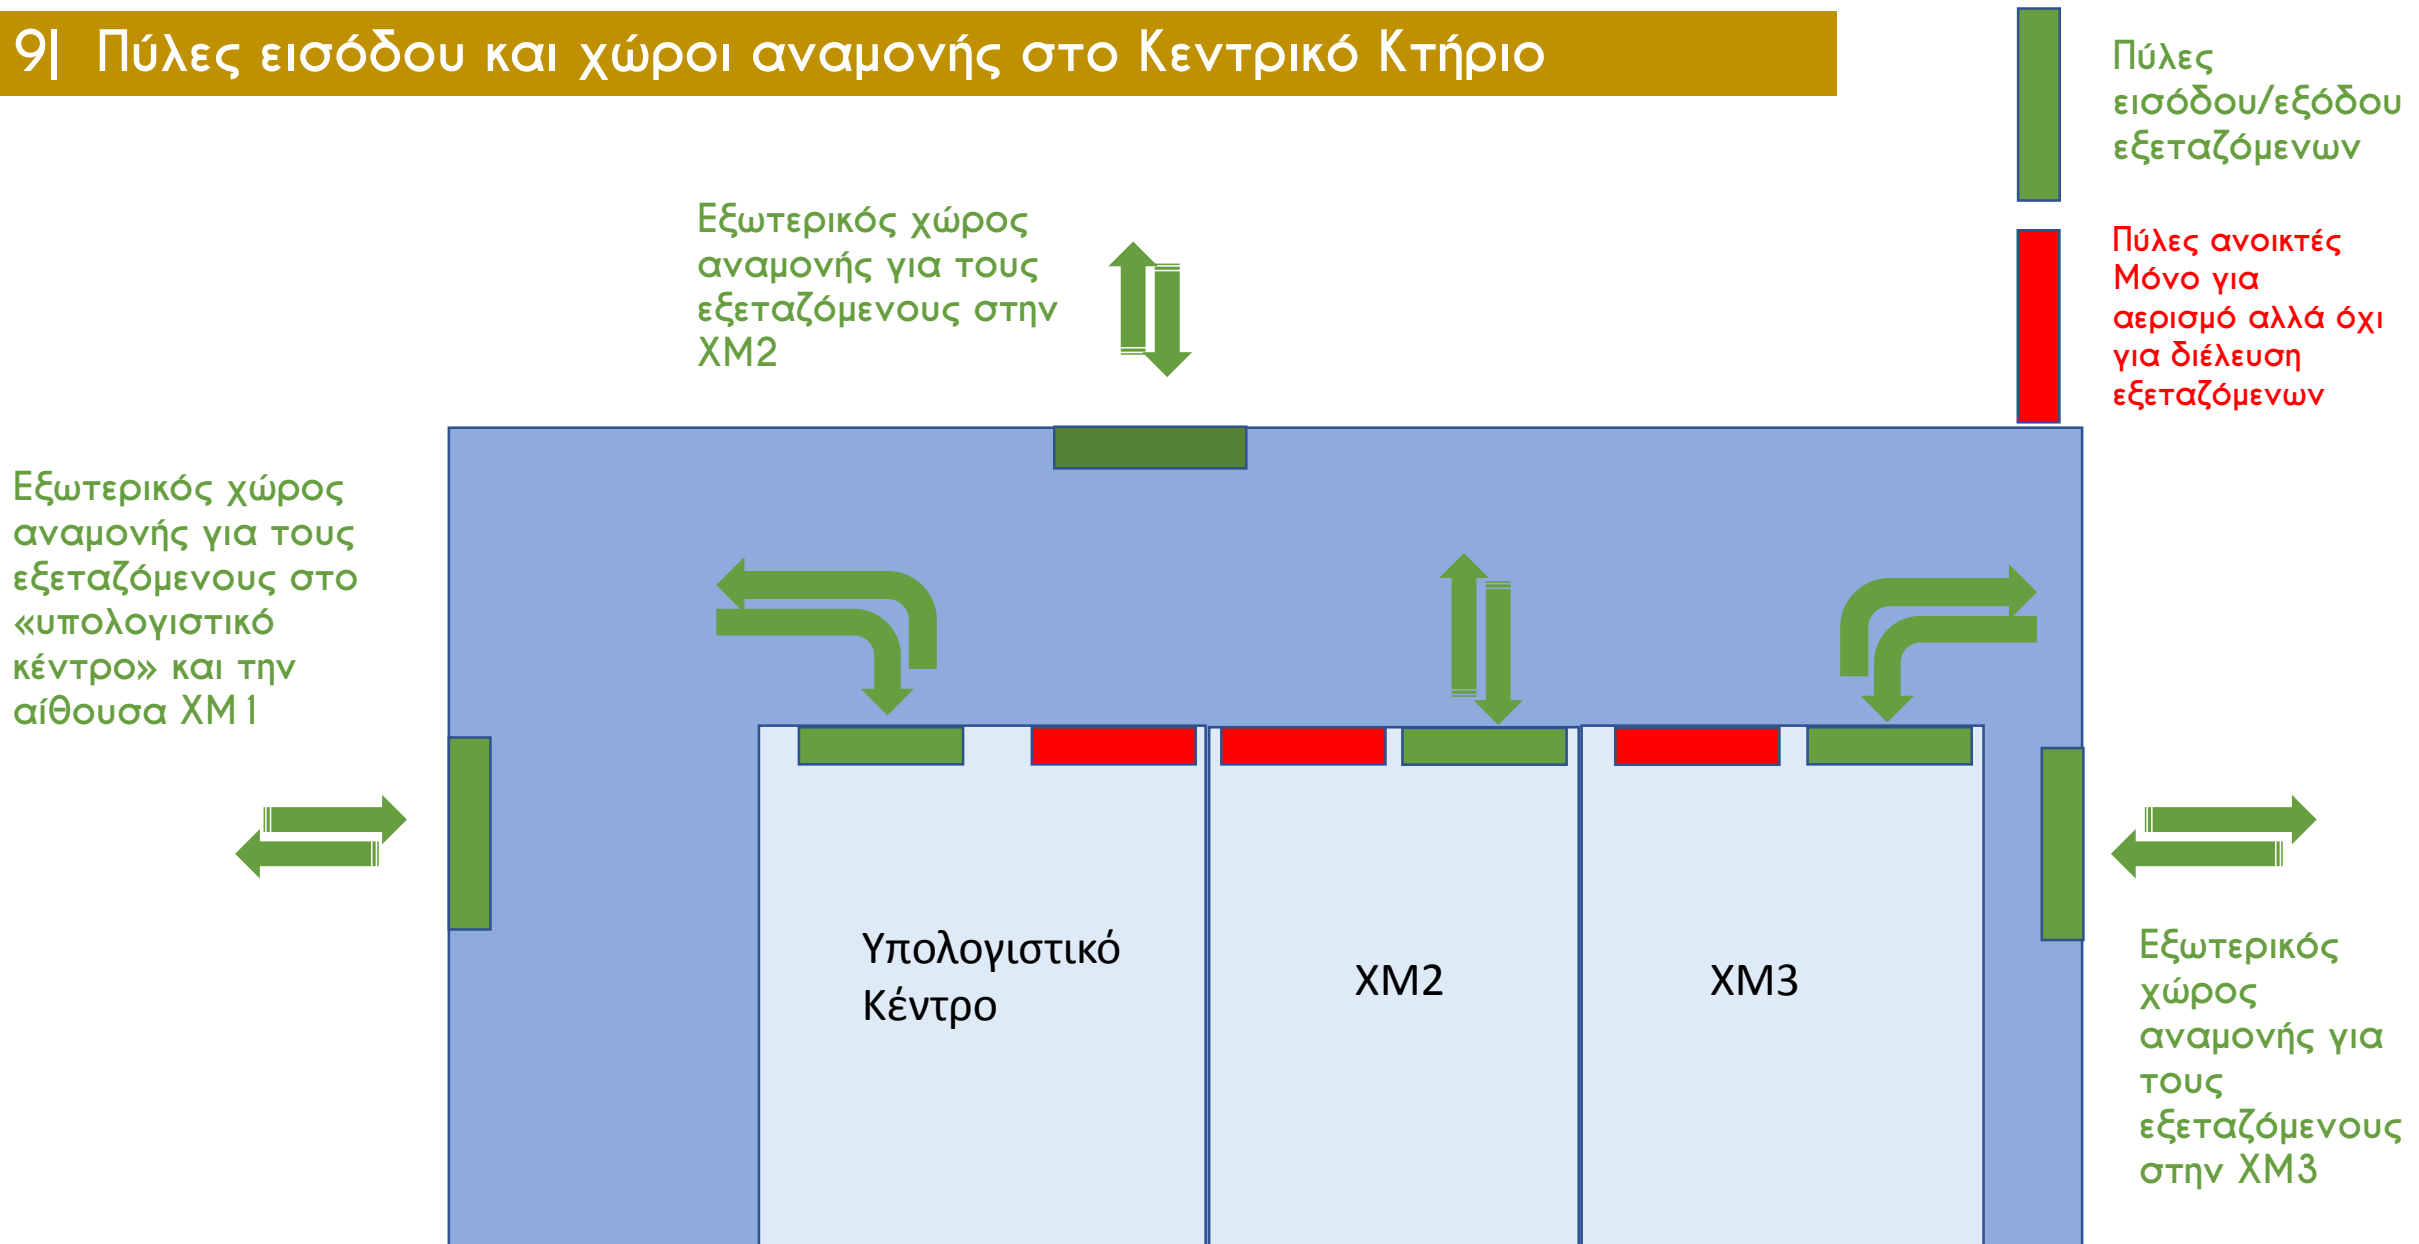 9| Πύλες εισόδου και χώροι αναμονής στο Κεντρικό Κτήριο
Πύλες
εισόδου/εξόδου
εξεταζόμενων
Πύλες ανοικτές
Μόνο για
αερισμό αλλά όχι
για διέλευση
εξεταζόμενων
Εξωτερικός χώρος
αναμονής για τους
εξεταζόμενους στην
ΧΜ2
Εξωτερικός χώρος
αναμονής για τους
εξεταζόμενους στο
«υπολογιστικό
κέντρο» και την
αίθουσα ΧΜ1
Υπολογιστικό
Κέντρο
ΧΜ2
ΧΜ3
Εξωτερικός
χώρος
αναμονής για
τους
εξεταζόμενους
στην ΧΜ3